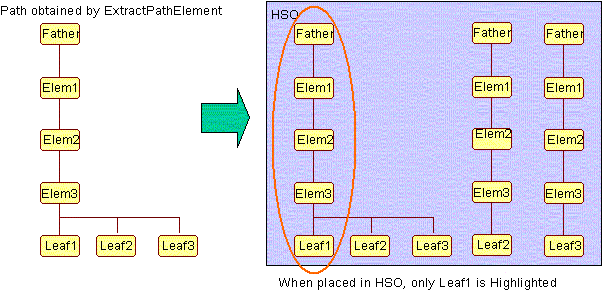 Path obtained by ExtractPathElement
HSO
Father
Father
Father
Father
Elem1
Elem1
Elem1
Elem1
Elem2
Elem2
Elem2
Elem2
Elem3
Elem3
Elem3
Elem3
Leaf1
Leaf2
Leaf3
Leaf1
Leaf2
Leaf3
Leaf2
Leaf3
When placed in HSO, only Leaf1 is Highlighted